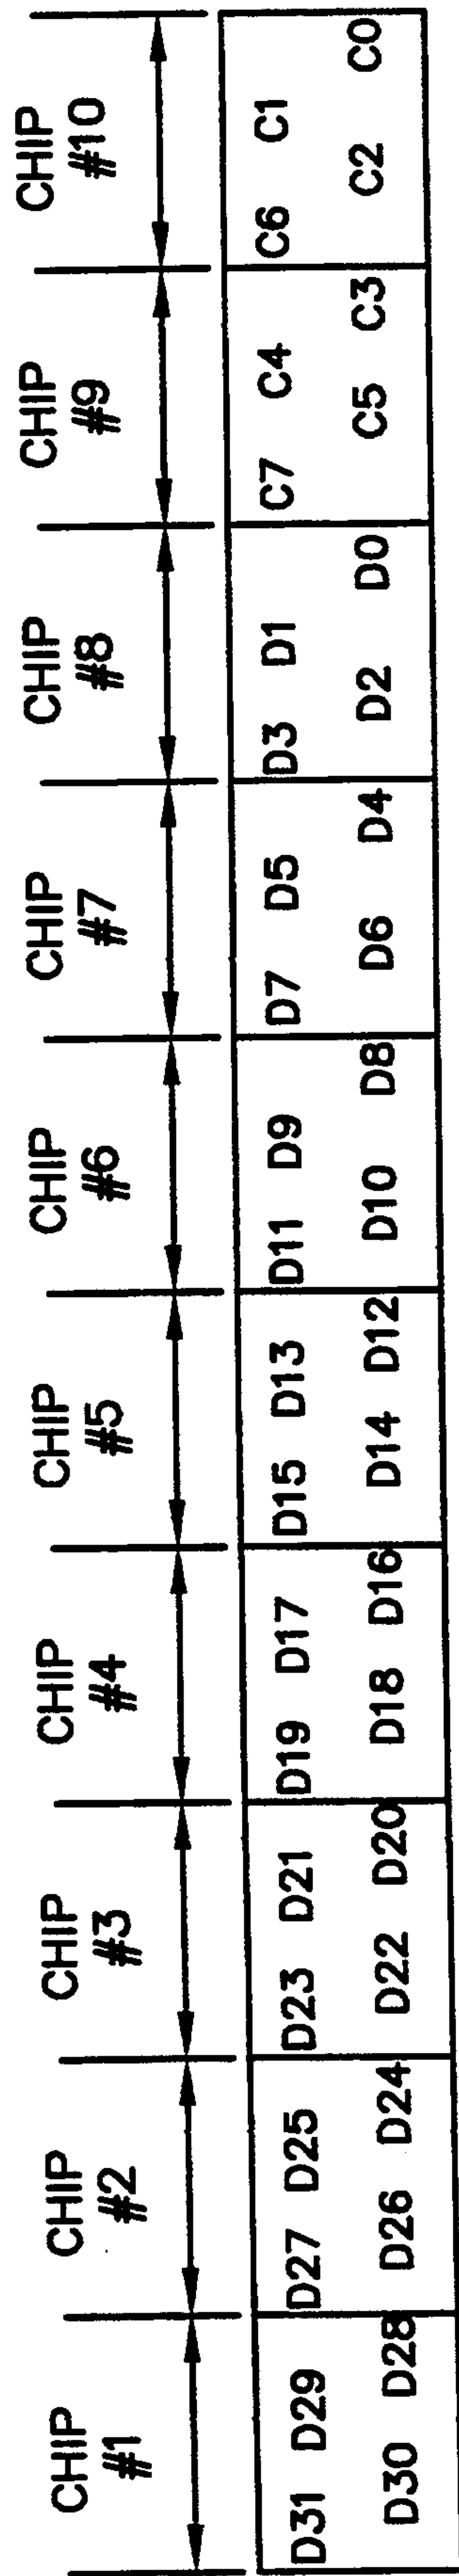 CHIP #1
CHIP #2
CHIP #3
CHIP #4
CHIP #5
CHIP #6
CHIP #7
CHIP #8
CHIP #9
CHIP #10
D31 D29 D27 D25 D23 D21 D19 D17 D15 D13 D11 D9 D7 D5 D3 D1 C7 C4 C6 C1
D30 D28 D26 D24 D22 D20 D18 D16 D14 D12 D10 D8 D6 D4 D2 D0 C5 C3 C2 C0